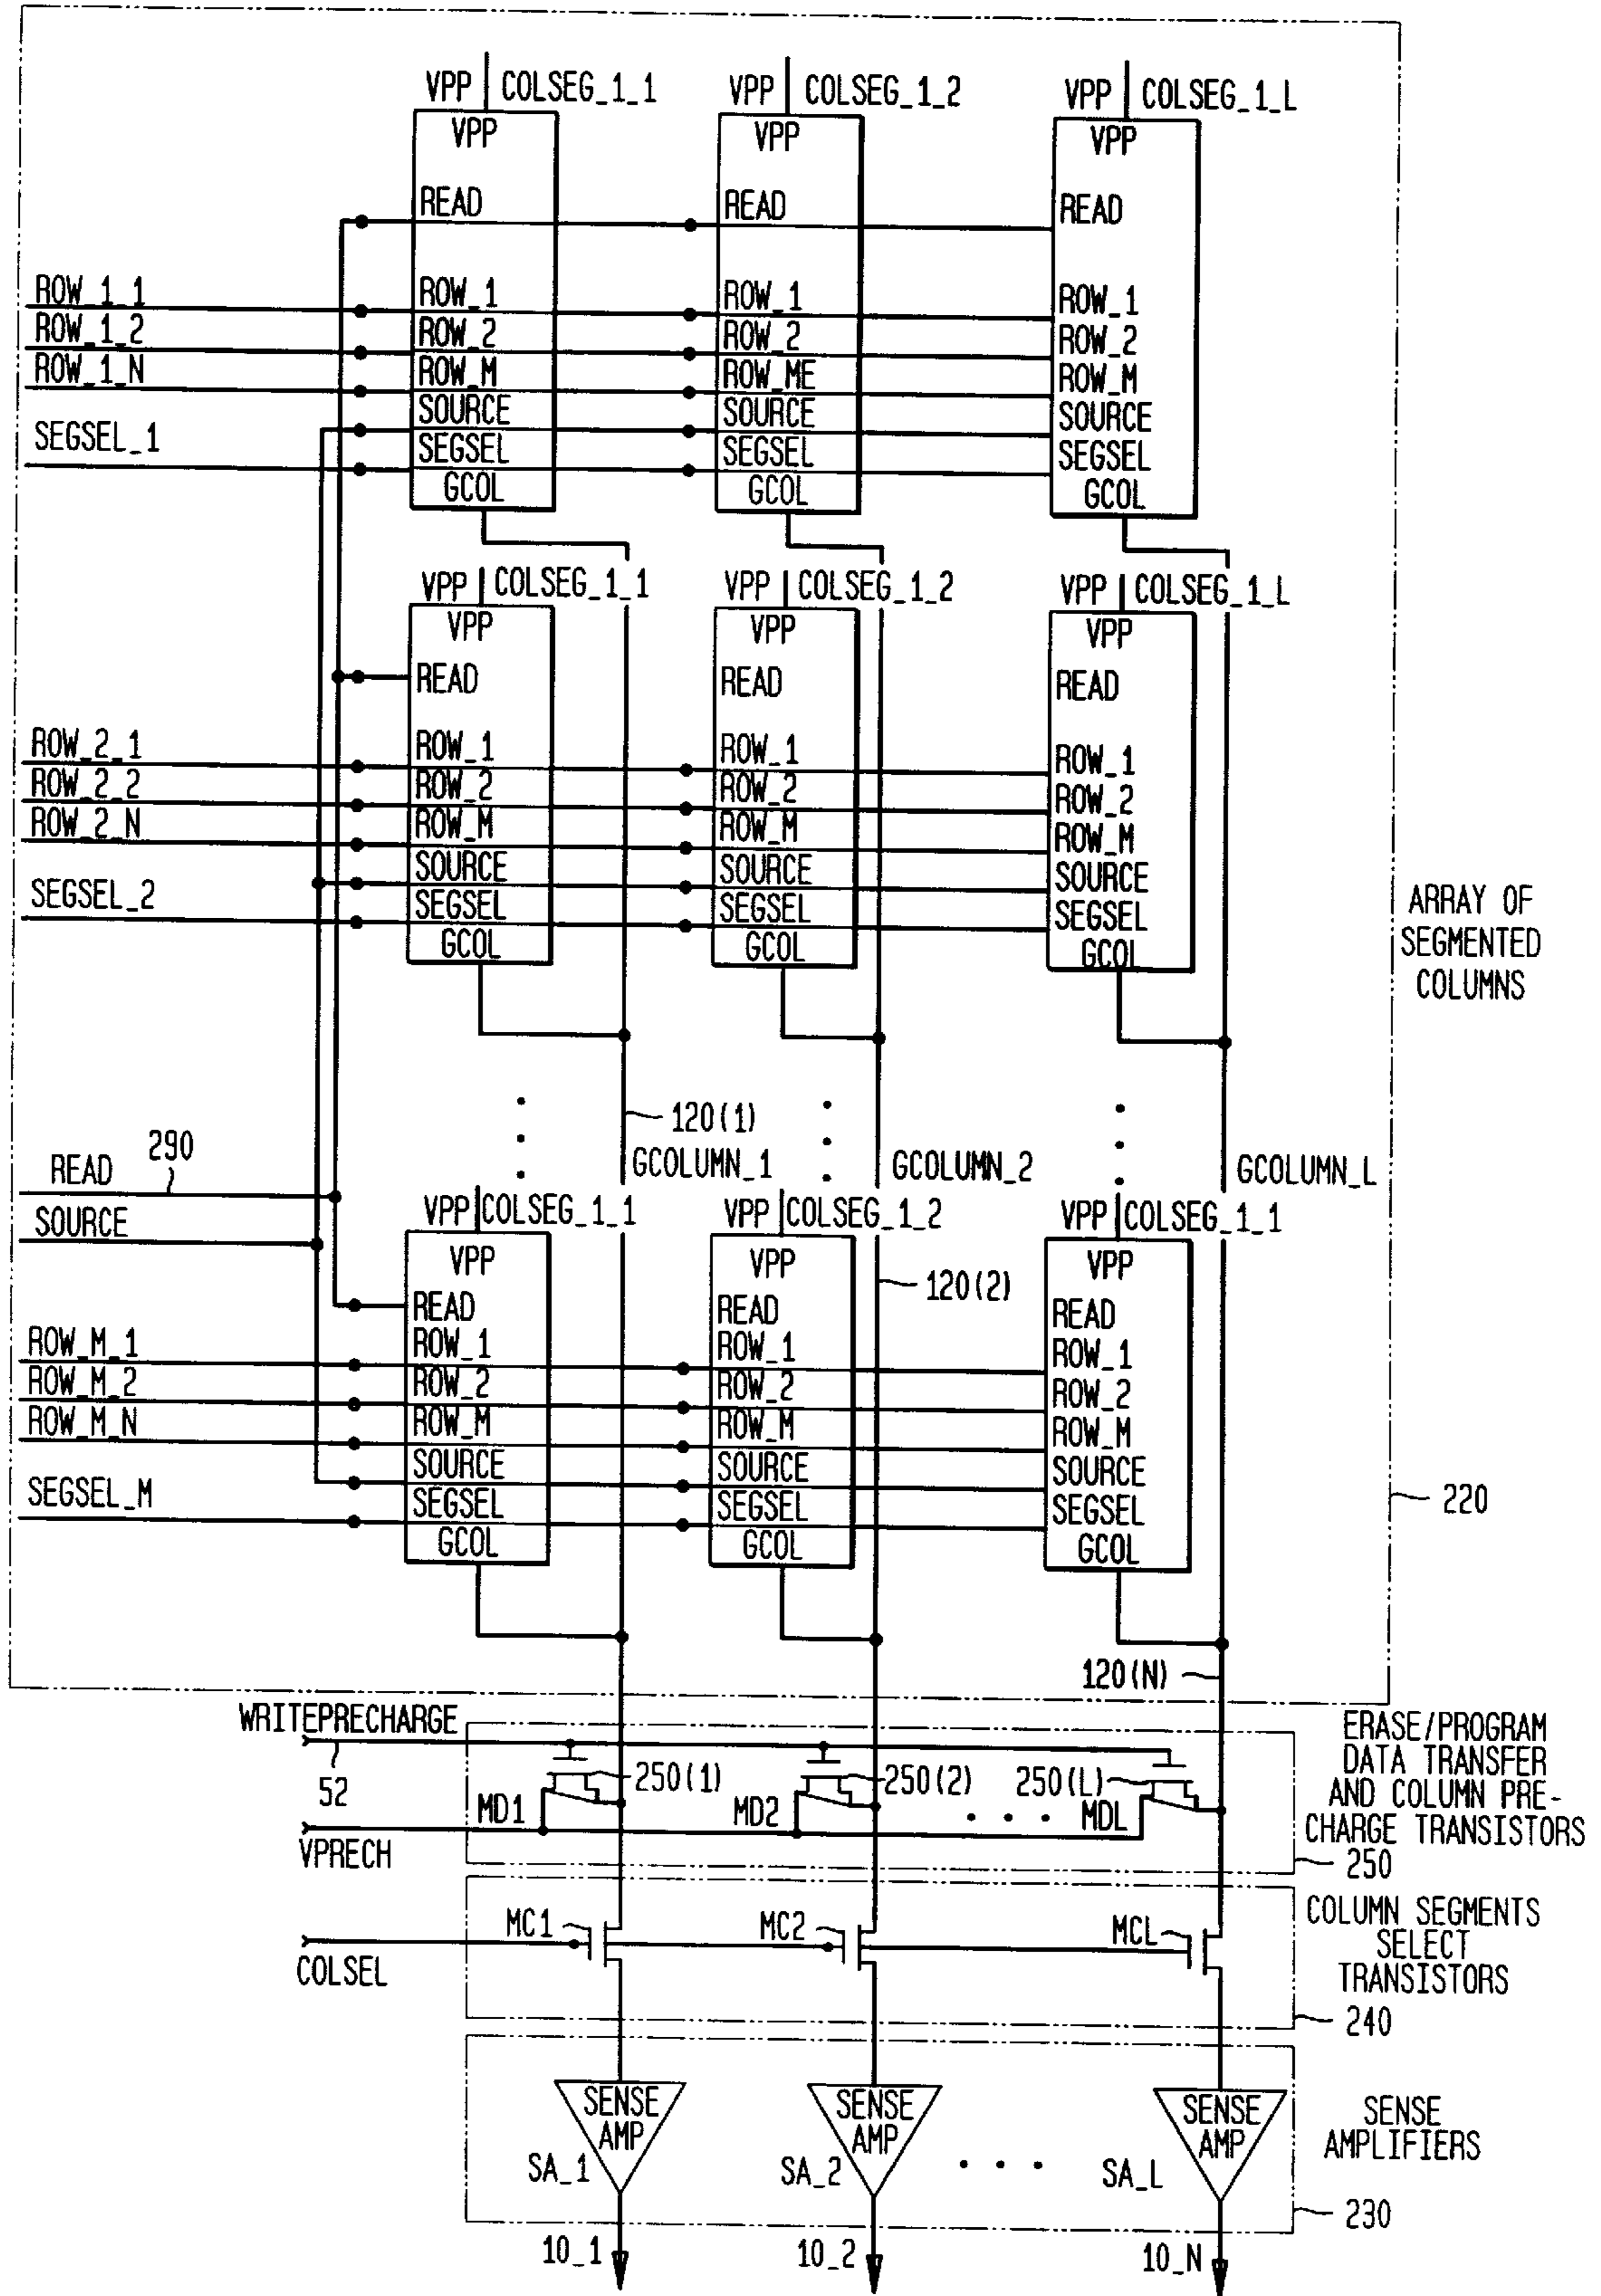 VPP COLSEG_1_1 VPP COLSEG_1_2 VPP COLSEG_1_L
VPP VPP VPP
READ READ READ
ROW_1_1 ROW_1 ROW_1 ROW_1
ROW_1_2 ROW_2 ROW_2 ROW_2
ROW_1_N ROW_M ROW_ME ROW_M
SOURCE SOURCE SOURCE
SEGSEL_1 SEGSEL SEGSEL SEGSEL
GCOL GCOL GCOL
VPP COLSEG_1_1 VPP COLSEG_1_2 VPP COLSEG_1_L
VPP VPP VPP
READ READ READ
ROW_2_1 ROW_1 ROW_1 ROW_1
ROW_2_2 ROW_2 ROW_2 ROW_2
ROW_2_N ROW_M ROW_M ROW_M
SOURCE SOURCE SOURCE
SEGSEL_2 SEGSEL SEGSEL SEGSEL
GCOL GCOL GCOL
ARRAY OF
SEGMENTED
COLUMNS
120(1)
READ 290 GCOLUMN_1 GCOLUMN_2 GCOLUMN_L
SOURCE VPP COLSEG_1_1 VPP COLSEG_1_2 VPP COLSEG_1_1
VPP VPP VPP
120(2)
READ READ READ
ROW_M_1 ROW_1 ROW_1 ROW_1
ROW_M_2 ROW_2 ROW_2 ROW_2
ROW_M_N ROW_M ROW_M ROW_M
SOURCE SOURCE SOURCE
SEGSEL_M SEGSEL SEGSEL SEGSEL
GCOL GCOL GCOL
220
120(N)
WRITEPRECHARGE
52
250(1) 250(2) 250(L)
MD1 MD2 MDL
VPRECH
ERASE/PROGRAM
DATA TRANSFER
AND COLUMN PRE-
CHARGE TRANSISTORS
250
MC1 MC2 MCL
COLSEL
COLUMN SEGMENTS
SELECT
TRANSISTORS
240
SENSE SENSE SENSE
AMP AMP AMP
SA_1 SA_2 SA_L
SENSE
AMPLIFIERS
230
10_1 10_2 10_N